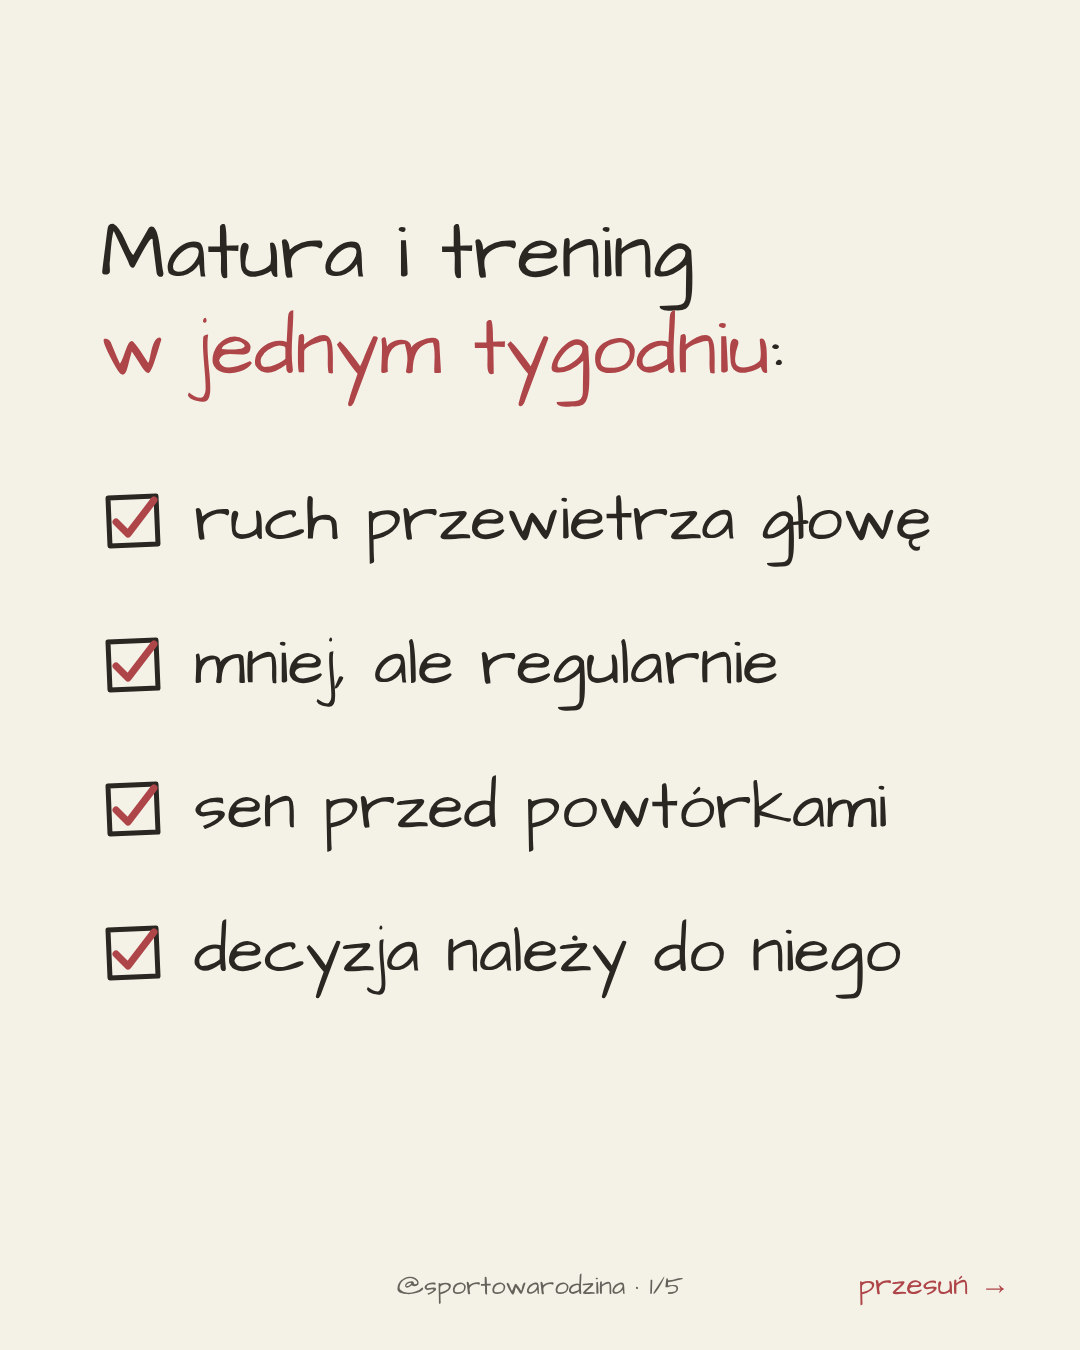 Matura i trening
w jednym tygodniu:
ruch przewietrza głowę
mniej, ale regularnie
sen przed powtórkami
decyzja należy do niego
@sportowarodzina · 1/5
przesuń →